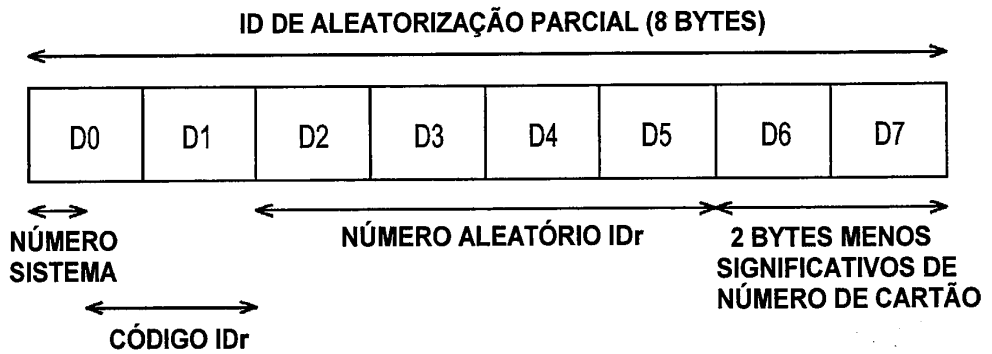 ID DE ALEATORIZAÇÃO PARCIAL (8 BYTES)
D0 D1 D2 D3 D4 D5 D6 D7
NÚMERO
SISTEMA
NÚMERO ALEATÓRIO IDr
2 BYTES MENOS
SIGNIFICATIVOS DE
NÚMERO DE CARTÃO
CÓDIGO IDr